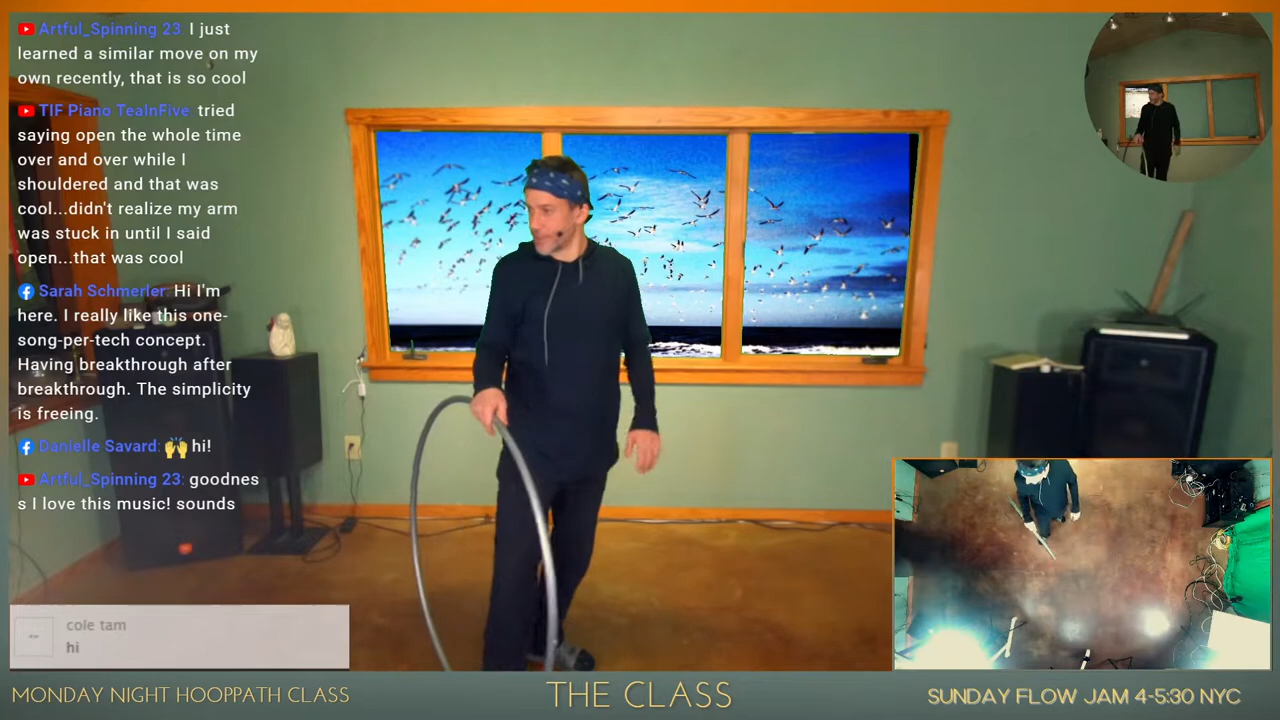 Artful_Spinning 23: I just
learned a similar move on my
own recently, that is so cool
TIF Piano TeaInFive: tried
saying open the whole time
over and over while I
shouldered and that was
cool...didn't realize my arm
was stuck in until I said
open...that was cool
Sarah Schmerler: Hi I'm
here. I really like this one-
song-per-tech concept.
Having breakthrough after
breakthrough. The simplicity
is freeing.
Danielle Savard: 🙌 hi!
Artful_Spinning 23: goodnes
s I love this music! sounds
cole tam
hi
MONDAY NIGHT HOOPPATH CLASS
THE CLASS
SUNDAY FLOW JAM 4-5:30 NYC